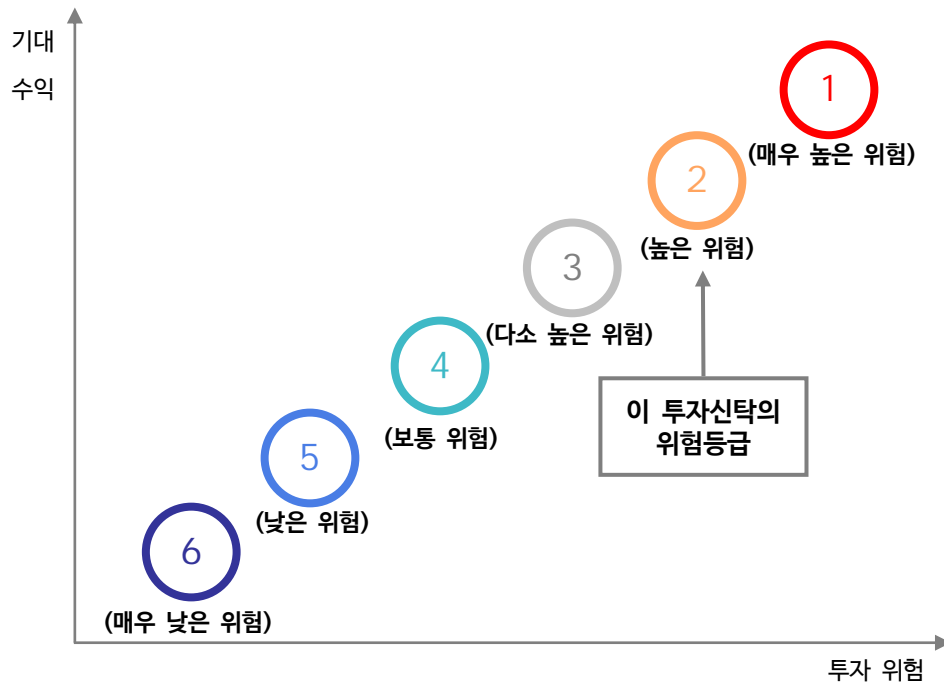 기대
수익
1
(매우 높은 위험)
2
(높은 위험)
3
(다소 높은 위험)
4
(보통 위험)
이 투자신탁의
위험등급
5
(낮은 위험)
6
(매우 낮은 위험)
투자 위험